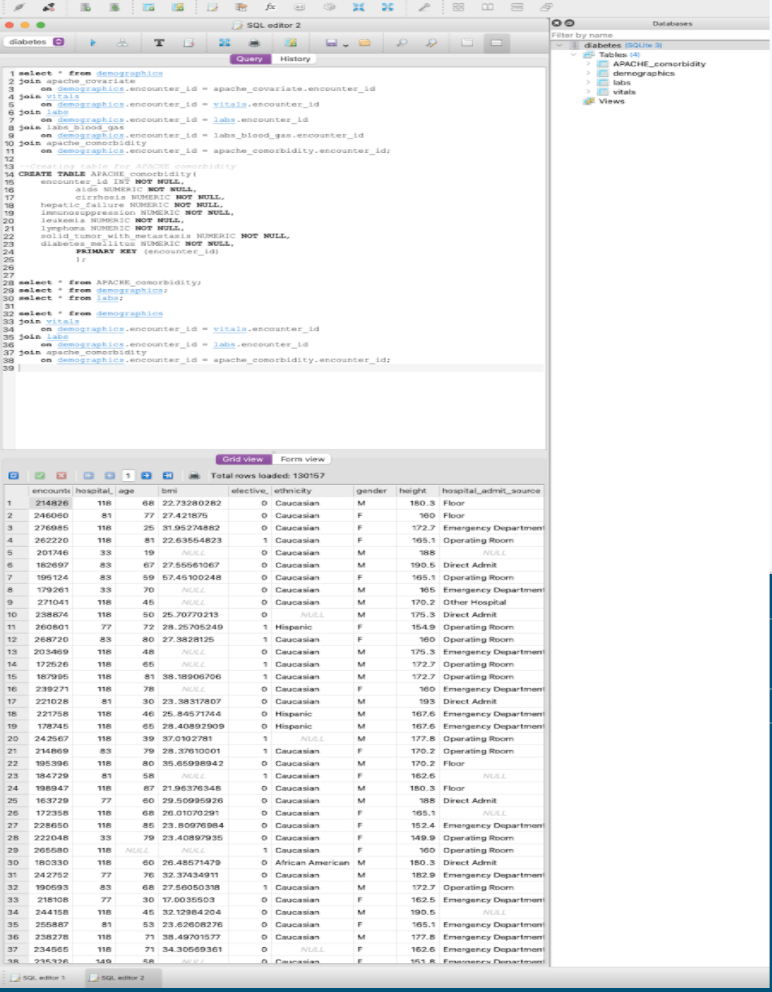 SQL editor 2
diabetes
Query History
1 select * from demographics
2 join apache_covariate
3 on demographics.encounter_id = apache_covariate.encounter_id
4 join vitals
5 on demographics.encounter_id = vitals.encounter_id
6 join labs
7 on demographics.encounter_id = labs.encounter_id
8 join labs_blood_gas
9 on demographics.encounter_id = labs_blood_gas.encounter_id
10 join apache_comorbidity
11 on demographics.encounter_id = apache_comorbidity.encounter_id;
12
13 --Creating table for APACHE comorbidity
14 CREATE TABLE APACHE_comorbidity(
15 encounter_id INT NOT NULL,
16 aids NUMERIC NOT NULL,
17 cirrhosis NUMERIC NOT NULL,
18 hepatic_failure NUMERIC NOT NULL,
19 immunosuppression NUMERIC NOT NULL,
20 leukemia NUMERIC NOT NULL,
21 lymphoma NUMERIC NOT NULL,
22 solid_tumor_with_metastasis NUMERIC NOT NULL,
23 diabetes_mellitus NUMERIC NOT NULL,
24 PRIMARY KEY (encounter_id)
25 );
26
27
28 select * from APACHE_comorbidity;
29 select * from demographics;
30 select * from labs;
31
32 select * from demographics
33 join vitals
34 on demographics.encounter_id = vitals.encounter_id
35 join labs
36 on demographics.encounter_id = labs.encounter_id
37 join apache_comorbidity
38 on demographics.encounter_id = apache_comorbidity.encounter_id;
39
Grid view Form view
1 Total rows loaded: 130157
encounte hospital_ age bmi elective_ ethnicity gender height hospital_admit_source
1 214826 118 68 22.73280282 0 Caucasian M 180.3 Floor
2 246060 81 77 27.421875 0 Caucasian F 160 Floor
3 276985 118 25 31.95274882 0 Caucasian F 172.7 Emergency Department
4 262220 118 81 22.63554823 1 Caucasian F 165.1 Operating Room
5 201746 33 19 NULL 0 Caucasian M 188 NULL
6 182697 83 67 27.55561067 0 Caucasian M 190.5 Direct Admit
7 195124 83 59 57.45100248 0 Caucasian F 165.1 Operating Room
8 179261 33 70 NULL 0 Caucasian M 165 Emergency Department
9 271041 118 45 NULL 0 Caucasian M 170.2 Other Hospital
10 238874 118 50 25.70770213 0 NULL M 175.3 Direct Admit
11 260801 77 72 28.25705249 1 Hispanic F 154.9 Operating Room
12 268720 83 80 27.3828125 1 Caucasian F 160 Operating Room
13 203469 118 48 NULL 0 Caucasian M 175.3 Emergency Department
14 172526 118 65 NULL 1 Caucasian M 172.7 Operating Room
15 187995 118 81 38.18906706 1 Caucasian M 172.7 Operating Room
16 239271 118 78 NULL 0 Caucasian F 160 Emergency Department
17 221028 81 30 23.38317807 0 Caucasian M 193 Direct Admit
18 221758 118 46 25.84571744 0 Hispanic M 167.6 Emergency Department
19 178745 118 65 28.40892909 0 Hispanic M 167.6 Emergency Department
20 242567 118 39 37.0102781 1 NULL M 177.8 Operating Room
21 214869 83 79 28.37610001 1 Caucasian F 170.2 Operating Room
22 195396 118 80 35.65998942 0 Caucasian M 170.2 Floor
23 184729 81 58 NULL 1 Caucasian F 162.6 NULL
24 198947 118 87 21.95376348 0 Caucasian M 180.3 Floor
25 163729 77 60 29.50995926 0 Caucasian M 188 Direct Admit
26 172358 118 68 26.01070291 0 Caucasian F 165.1 NULL
27 228650 118 85 23.80976984 0 Caucasian F 152.4 Emergency Department
28 222048 33 79 23.40897935 0 Caucasian F 149.9 Operating Room
29 265580 118 NULL NULL 1 Caucasian F 160 Operating Room
30 180330 118 60 26.48571479 0 African American M 180.3 Direct Admit
31 242752 77 76 32.37434911 0 Caucasian M 182.9 Emergency Department
32 190593 83 68 27.56050318 1 Caucasian M 172.7 Operating Room
33 218108 77 30 17.0035503 0 Caucasian F 162.5 Emergency Department
34 244158 118 45 32.12984204 0 Caucasian M 190.5 NULL
35 255887 81 53 23.62608276 0 Caucasian F 165.1 Emergency Department
36 238278 118 71 38.49701577 0 Caucasian M 177.8 Emergency Department
37 234565 118 71 34.30569361 0 NULL F 162.6 Emergency Department
38 235326 149 58 NULL 0 Caucasian F 151.8 Emergency Department
SQL editor 1 SQL editor 2
Databases
Filter by name
diabetes (SQLite 3)
Tables (4)
APACHE_comorbidity
demographics
labs
vitals
Views